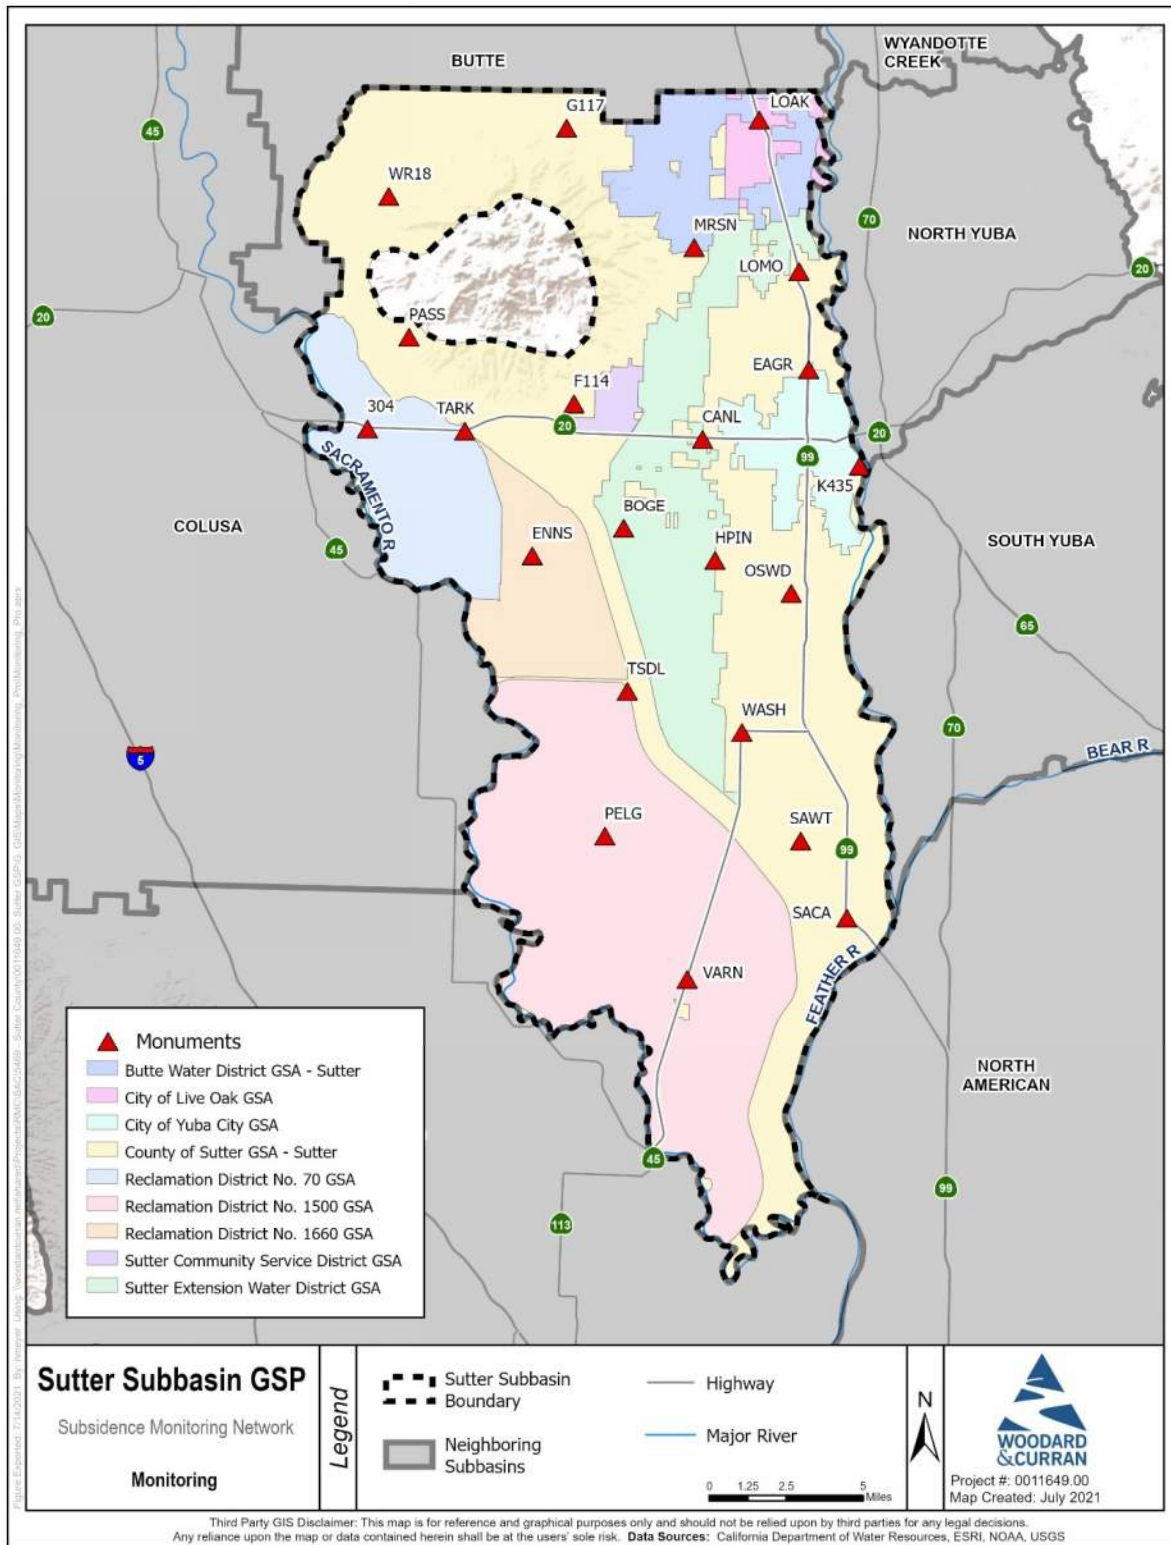 BUTTE
WYANDOTTE
CREEK
45
G117
LOAK
WR18
70
MRSN
NORTH YUBA
LOMO
20
20
PASS
EAGR
F114
304
TARK
20
CANL
20
99
SACRAMENTO R
K435
COLUSA
BOGE
45
ENNS
HPIN
SOUTH YUBA
OSWD
65
TSDL
WASH
70
5
BEAR R
PELG
SAWT
99
SACA
VARN
FEATHER R
NORTH
AMERICAN
45
99
113
Monuments
Butte Water District GSA - Sutter
City of Live Oak GSA
City of Yuba City GSA
County of Sutter GSA - Sutter
Reclamation District No. 70 GSA
Reclamation District No. 1500 GSA
Reclamation District No. 1660 GSA
Sutter Community Service District GSA
Sutter Extension Water District GSA
Sutter Subbasin GSP
Subsidence Monitoring Network
Monitoring
Legend
Sutter Subbasin
Boundary
Neighboring
Subbasins
Highway
Major River
0 1.25 2.5 5
Miles
N
WOODARD
&CURRAN
Project #: 0011649.00
Map Created: July 2021
Third Party GIS Disclaimer: This map is for reference and graphical purposes only and should not be relied upon by third parties for any legal decisions.
Any reliance upon the map or data contained herein shall be at the users' sole risk. Data Sources: California Department of Water Resources, ESRI, NOAA, USGS